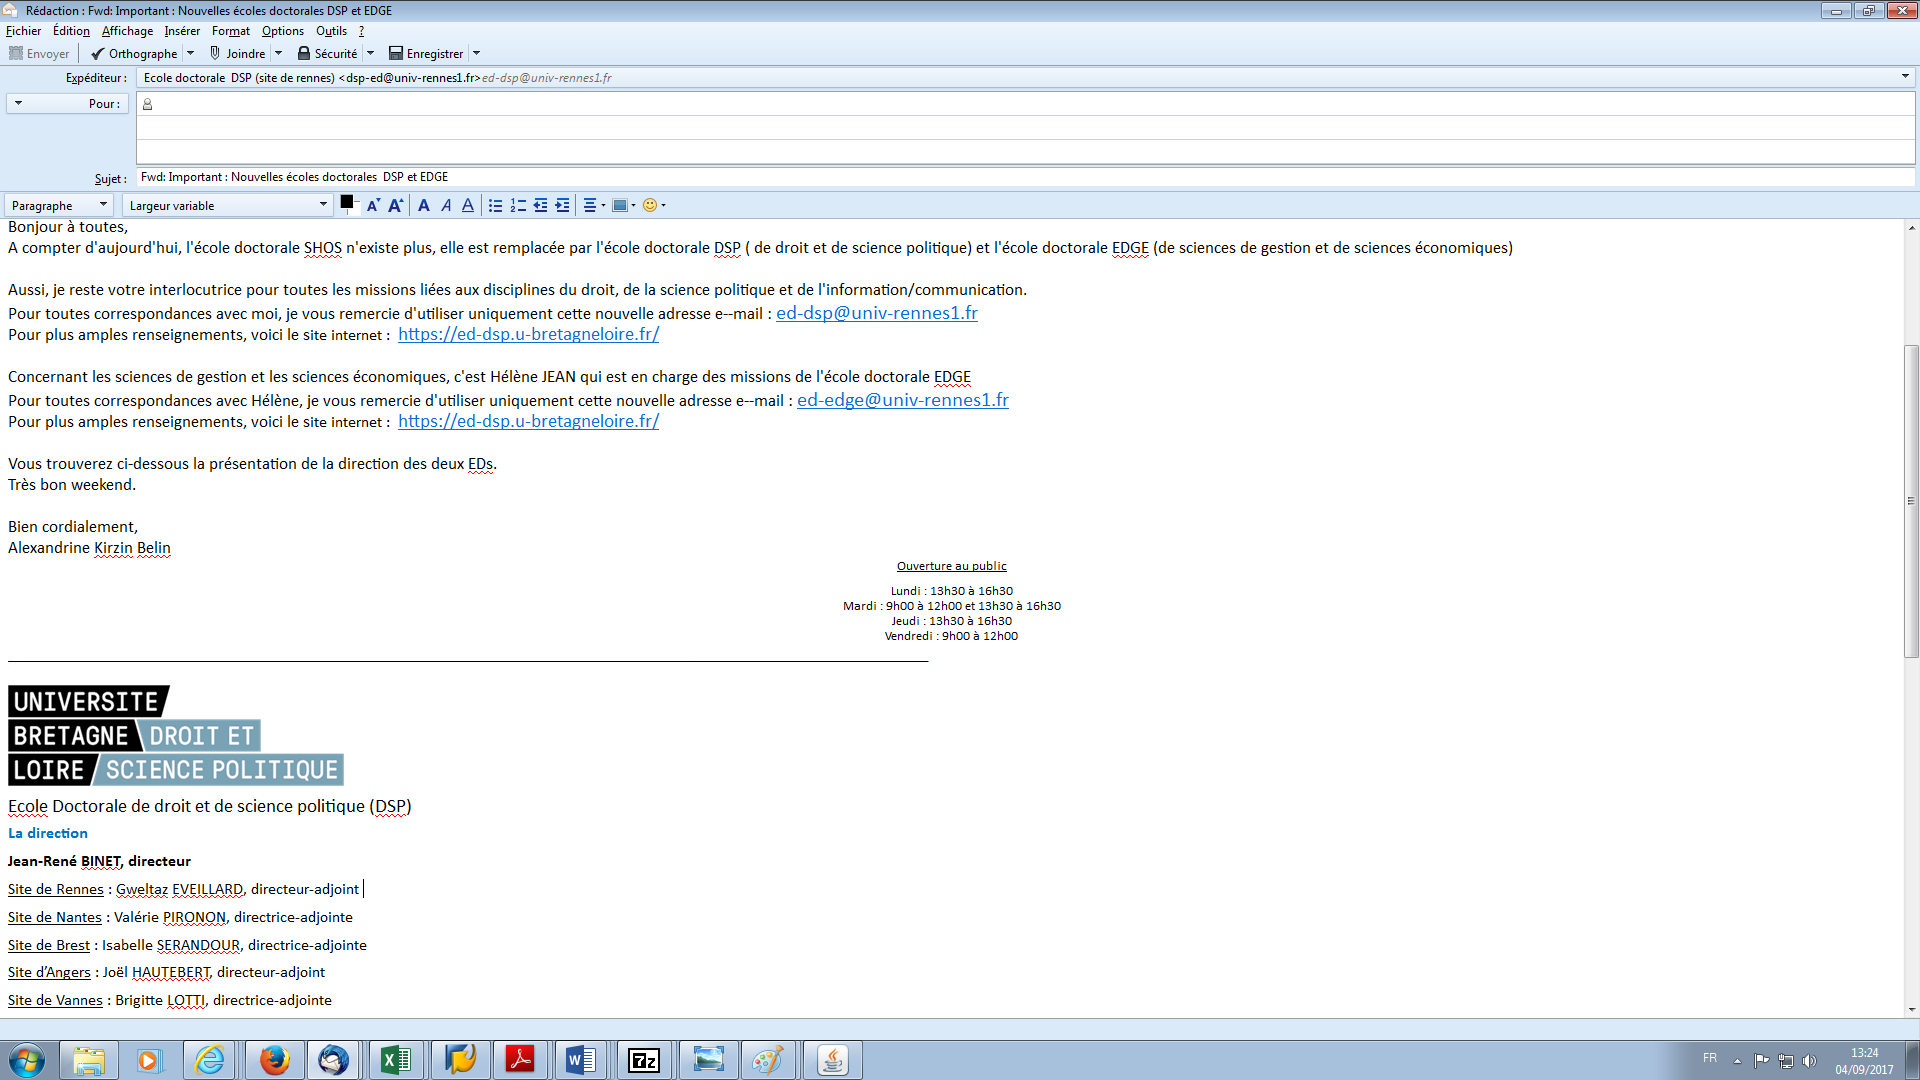 Rédaction : Fwd: Important : Nouvelles écoles doctorales DSP et EDGE
Fichier Édition Affichage Insérer Format Options Outils ?
Envoyer Orthographe Joindre Sécurité Enregistrer
Expéditeur : Ecole doctorale DSP (site de rennes) <dsp-ed@univ-rennes1.fr> ed-dsp@univ-rennes1.fr
Pour :
Sujet : Fwd: Important : Nouvelles écoles doctorales DSP et EDGE
Paragraphe Largeur variable
Bonjour à toutes,
A compter d'aujourd'hui, l'école doctorale SHOS n'existe plus, elle est remplacée par l'école doctorale DSP ( de droit et de science politique) et l'école doctorale EDGE (de sciences de gestion et de sciences économiques)
Aussi, je reste votre interlocutrice pour toutes les missions liées aux disciplines du droit, de la science politique et de l'information/communication.
Pour toutes correspondances avec moi, je vous remercie d'utiliser uniquement cette nouvelle adresse e--mail : ed-dsp@univ-rennes1.fr
Pour plus amples renseignements, voici le site internet : https://ed-dsp.u-bretagneloire.fr/
Concernant les sciences de gestion et les sciences économiques, c'est Hélène JEAN qui est en charge des missions de l'école doctorale EDGE
Pour toutes correspondances avec Hélène, je vous remercie d'utiliser uniquement cette nouvelle adresse e--mail : ed-edge@univ-rennes1.fr
Pour plus amples renseignements, voici le site internet : https://ed-dsp.u-bretagneloire.fr/
Vous trouverez ci-dessous la présentation de la direction des deux EDs.
Très bon weekend.
Bien cordialement,
Alexandrine Kirzin Belin
Ouverture au public
Lundi : 13h30 à 16h30
Mardi : 9h00 à 12h00 et 13h30 à 16h30
Jeudi : 13h30 à 16h30
Vendredi : 9h00 à 12h00
UNIVERSITE
BRETAGNE DROIT ET
LOIRE SCIENCE POLITIQUE
Ecole Doctorale de droit et de science politique (DSP)
La direction
Jean-René BINET, directeur
Site de Rennes : Gweltaz EVEILLARD, directeur-adjoint
Site de Nantes : Valérie PIRONON, directrice-adjointe
Site de Brest : Isabelle SERANDOUR, directrice-adjointe
Site d’Angers : Joël HAUTEBERT, directeur-adjoint
Site de Vannes : Brigitte LOTTI, directrice-adjointe
7z
FR
13:24
04/09/2017